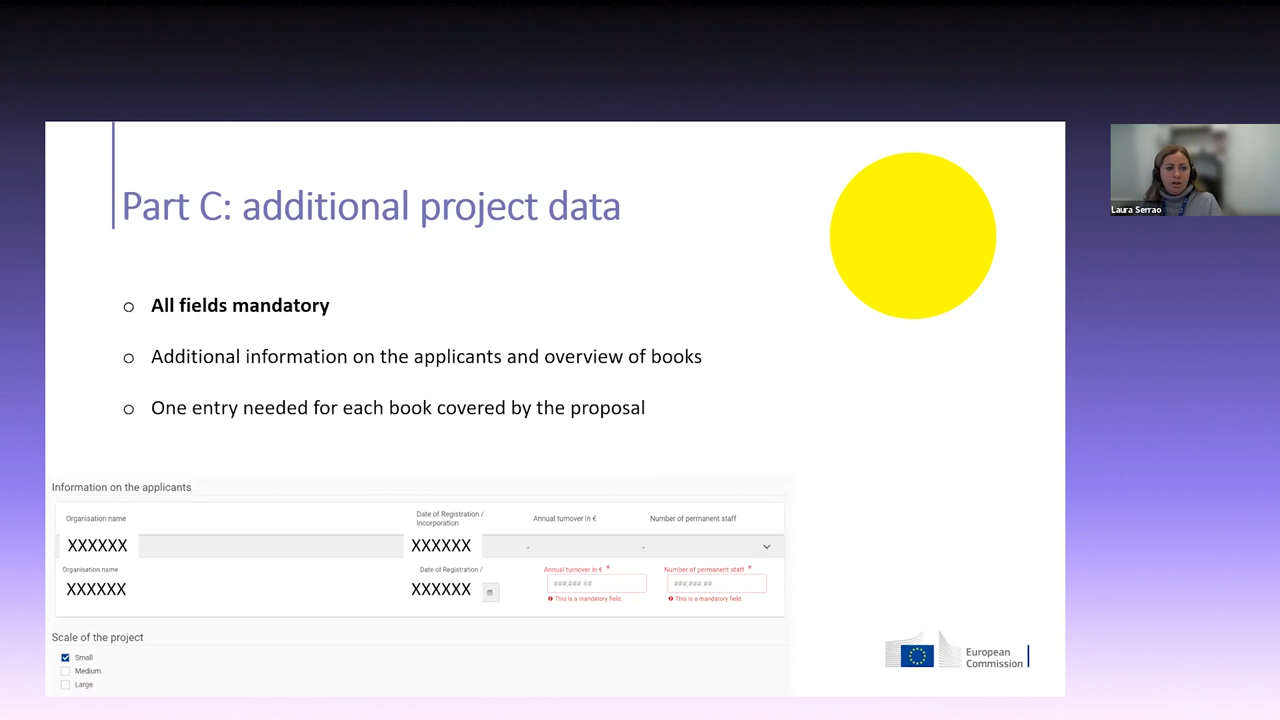 Part C: additional project data
Laura Serrao
All fields mandatory
Additional information on the applicants and overview of books
One entry needed for each book covered by the proposal
Information on the applicants
Organisation name
Date of Registration /
Incorporation
Annual turnover in €
Number of permanent staff
XXXXXX
XXXXXX
-
-
Organisation name
Date of Registration /
Annual turnover in € *
Number of permanent staff *
XXXXXX
XXXXXX
###,###.##
###,###.##
This is a mandatory field.
This is a mandatory field.
Scale of the project
Small
Medium
Large
European
Commission